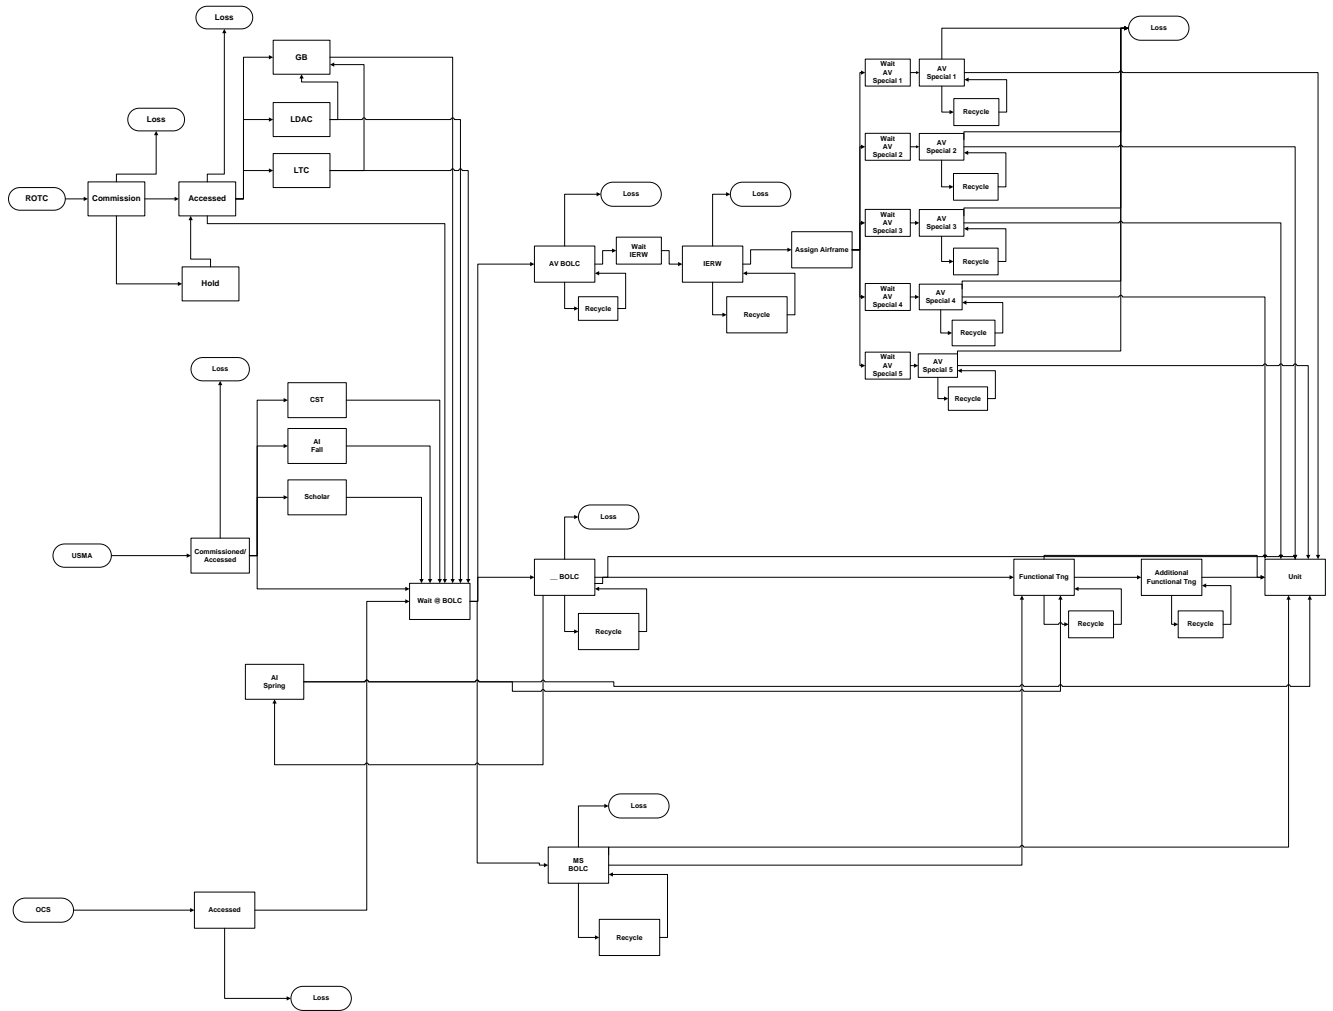 Loss
GB
LDAC
LTC
Loss
ROTC
Commission
Accessed
Hold
Loss
Wait
AV
Special 1
AV
Special 1
Recycle
Wait
AV
Special 2
AV
Special 2
Recycle
Wait
AV
Special 3
AV
Special 3
Recycle
Wait
AV
Special 4
AV
Special 4
Recycle
Wait
AV
Special 5
AV
Special 5
Recycle
Loss
Loss
AV BOLC
Wait
IERW
IERW
Assign Airframe
Recycle
Recycle
Loss
CST
AI
Fall
Scholar
USMA
Commissioned/
Accessed
Wait @ BOLC
Loss
__ BOLC
Recycle
Functional Tng
Recycle
Additional
Functional Tng
Recycle
Unit
AI
Spring
Loss
MS
BOLC
Recycle
OCS
Accessed
Loss